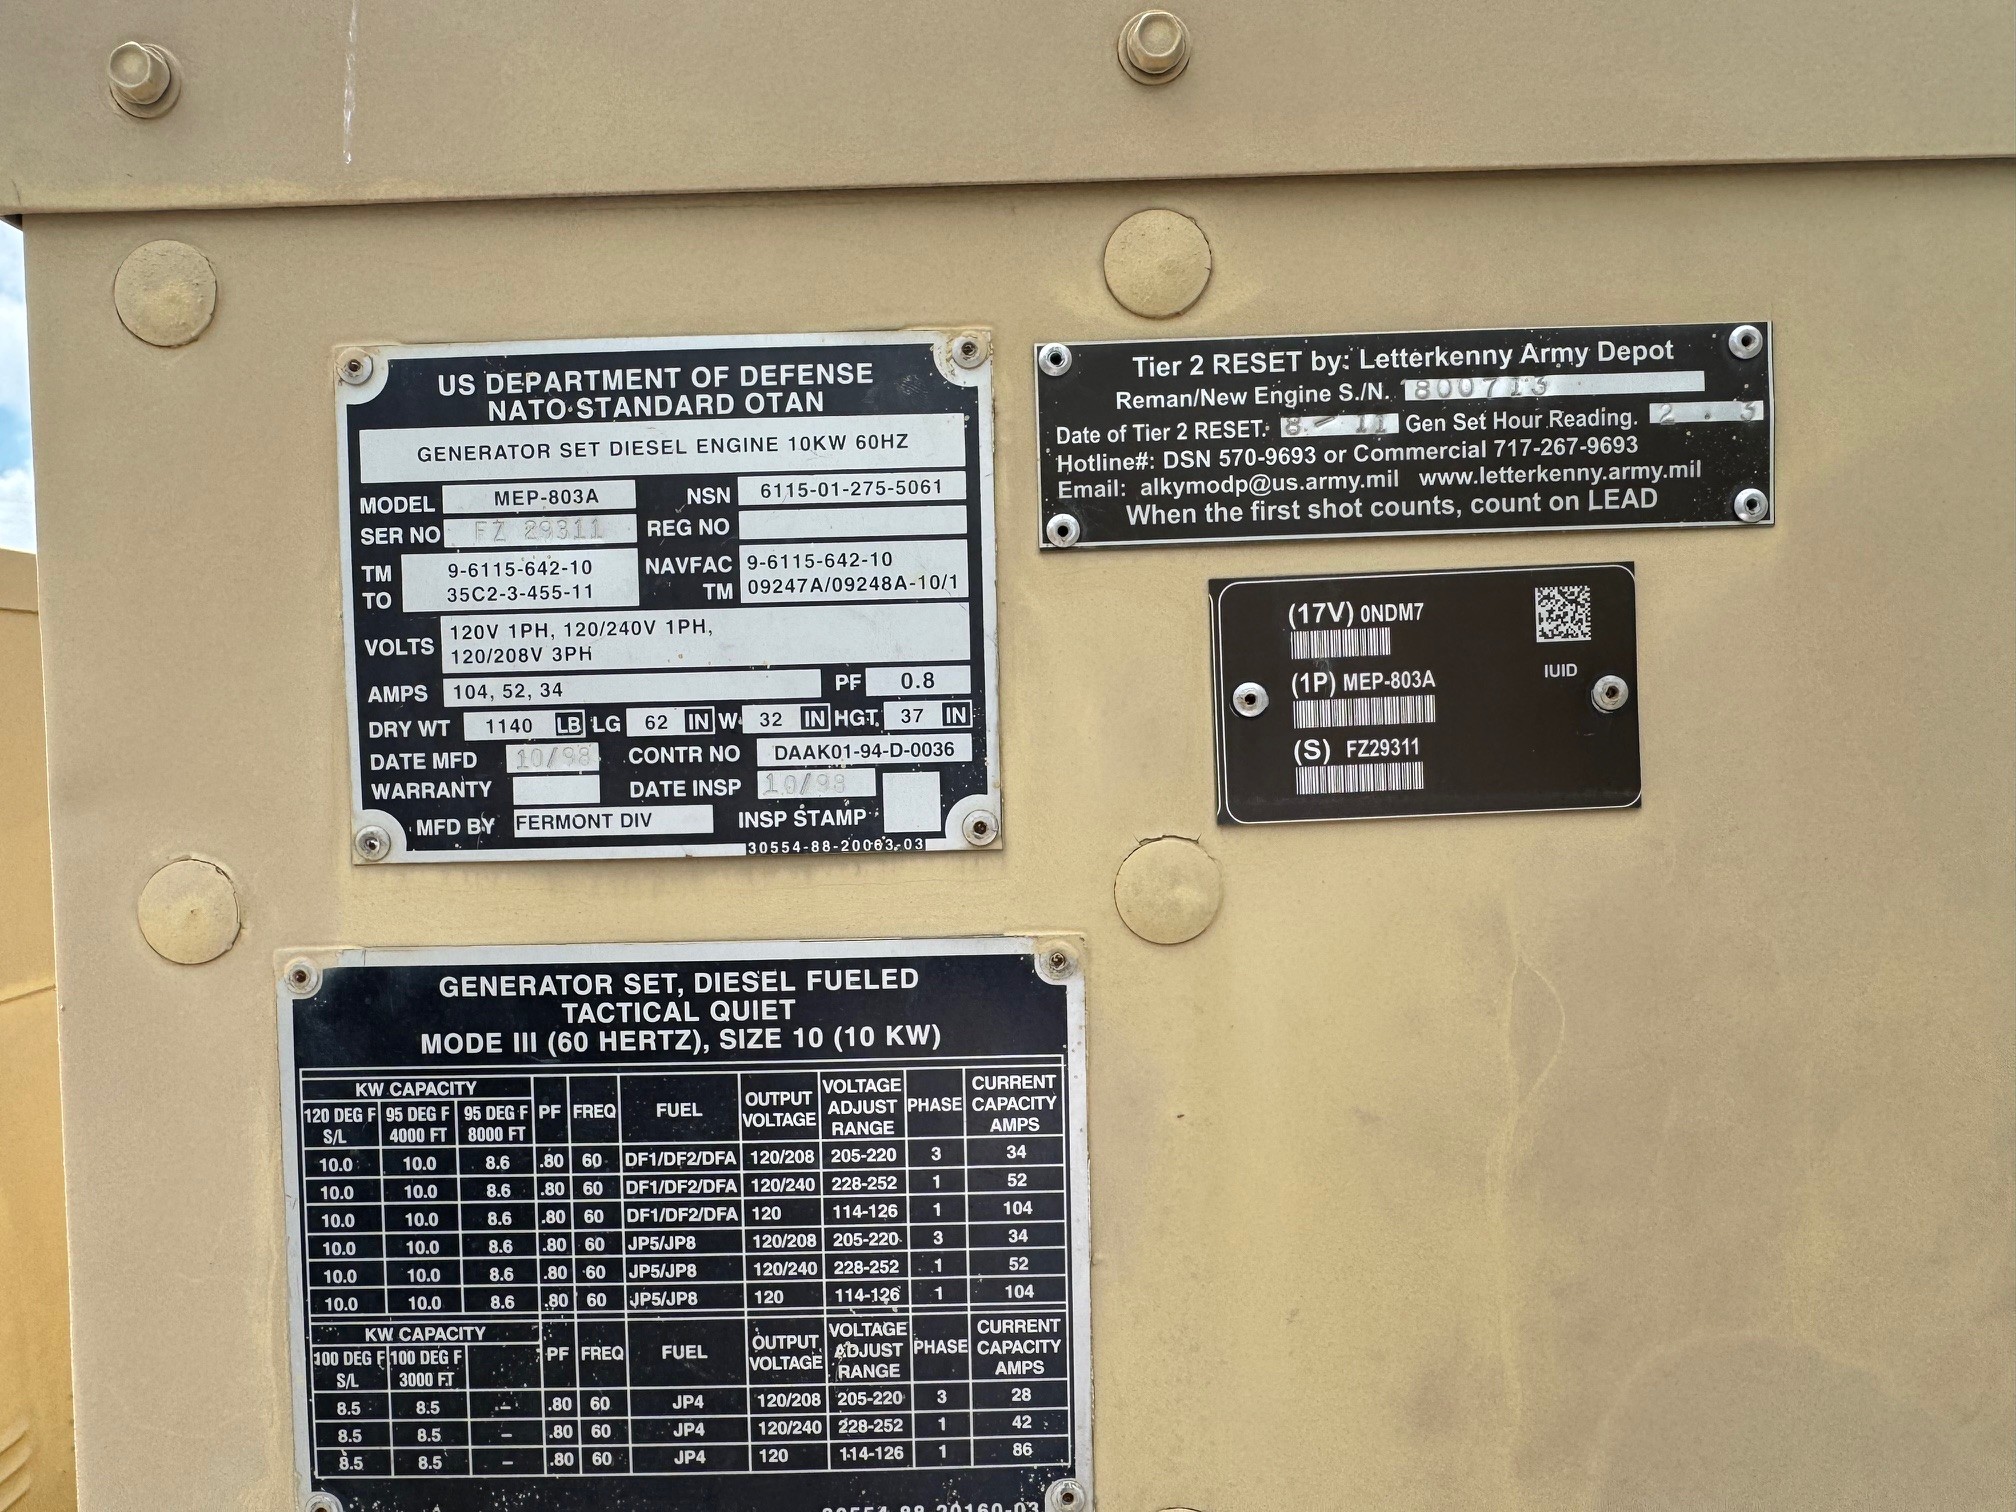 US DEPARTMENT OF DEFENSE
NATO STANDARD OTAN
GENERATOR SET DIESEL ENGINE 10KW 60HZ
MODEL MEP-803A NSN 6115-01-275-5061
SER NO FZ 29311 REG NO
TM 9-6115-642-10 NAVFAC 9-6115-642-10
TO 35C2-3-455-11 TM 09247A/09248A-10/1
VOLTS 120V 1PH, 120/240V 1PH,
120/208V 3PH
AMPS 104, 52, 34 PF 0.8
DRY WT 1140 LB LG 62 IN W 32 IN HGT 37 IN
DATE MFD 10/98 CONTR NO DAAK01-94-D-0036
WARRANTY DATE INSP 10/98
MFD BY FERMONT DIV INSP STAMP
30554-88-20063-03
Tier 2 RESET by: Letterkenny Army Depot
Reman/New Engine S./N. 800713
Date of Tier 2 RESET. 8-11 Gen Set Hour Reading. 2.3
Hotline#: DSN 570-9693 or Commercial 717-267-9693
Email: alkymodp@us.army.mil www.letterkenny.army.mil
When the first shot counts, count on LEAD
(17V) 0NDM7
IUID
(1P) MEP-803A
(S) FZ29311
GENERATOR SET, DIESEL FUELED
TACTICAL QUIET
MODE III (60 HERTZ), SIZE 10 (10 KW)
KW CAPACITY
120 DEG F S/L 95 DEG F 4000 FT 95 DEG F 8000 FT PF FREQ FUEL OUTPUT VOLTAGE VOLTAGE ADJUST RANGE PHASE CURRENT CAPACITY AMPS
10.0 10.0 8.6 .80 60 DF1/DF2/DFA 120/208 205-220 3 34
10.0 10.0 8.6 .80 60 DF1/DF2/DFA 120/240 228-252 1 52
10.0 10.0 8.6 .80 60 DF1/DF2/DFA 120 114-126 1 104
10.0 10.0 8.6 .80 60 JP5/JP8 120/208 205-220 3 34
10.0 10.0 8.6 .80 60 JP5/JP8 120/240 228-252 1 52
10.0 10.0 8.6 .80 60 JP5/JP8 120 114-126 1 104
KW CAPACITY
100 DEG F S/L 100 DEG F 3000 FT PF FREQ FUEL OUTPUT VOLTAGE VOLTAGE ADJUST RANGE PHASE CURRENT CAPACITY AMPS
8.5 8.5 – .80 60 JP4 120/208 205-220 3 28
8.5 8.5 – .80 60 JP4 120/240 228-252 1 42
8.5 8.5 – .80 60 JP4 120 114-126 1 86
30554-88-20160-03